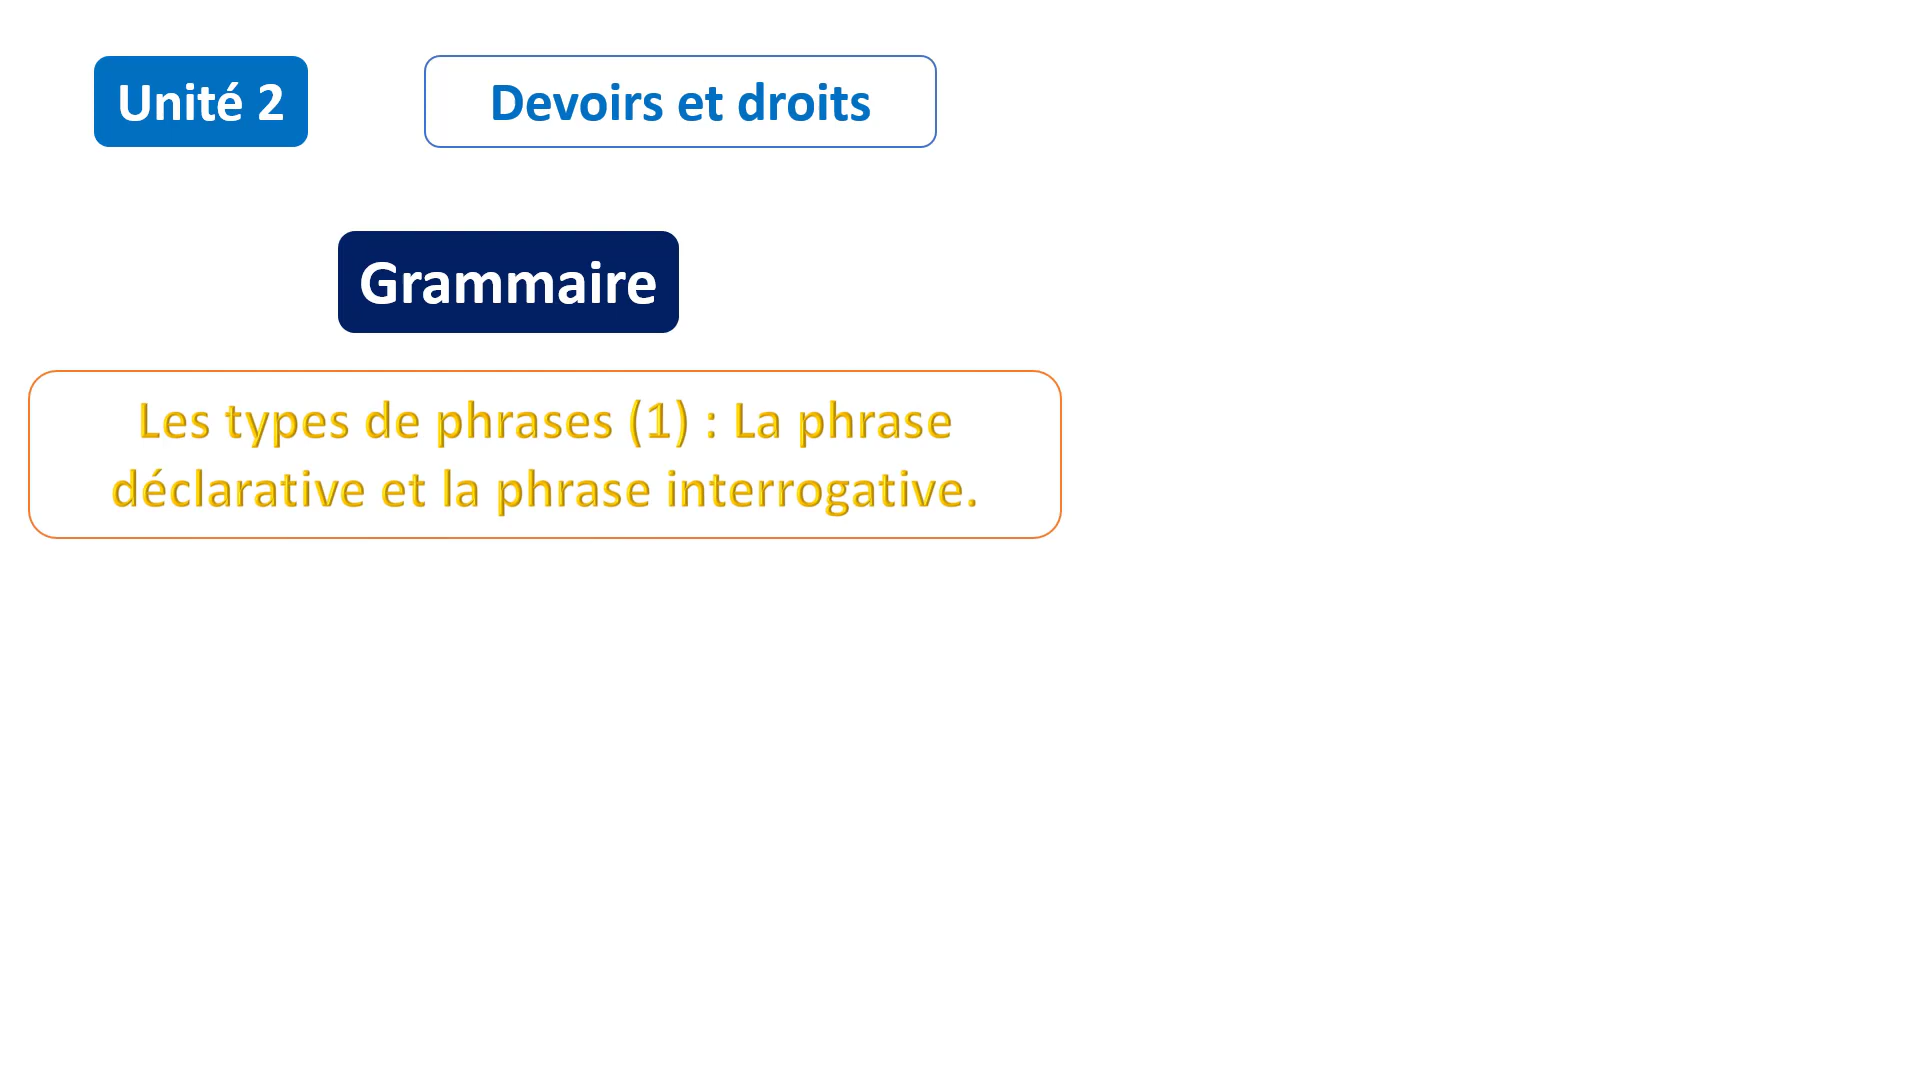 Unité 2
Devoirs et droits
Grammaire
Les types de phrases (1) : La phrase
déclarative et la phrase interrogative.